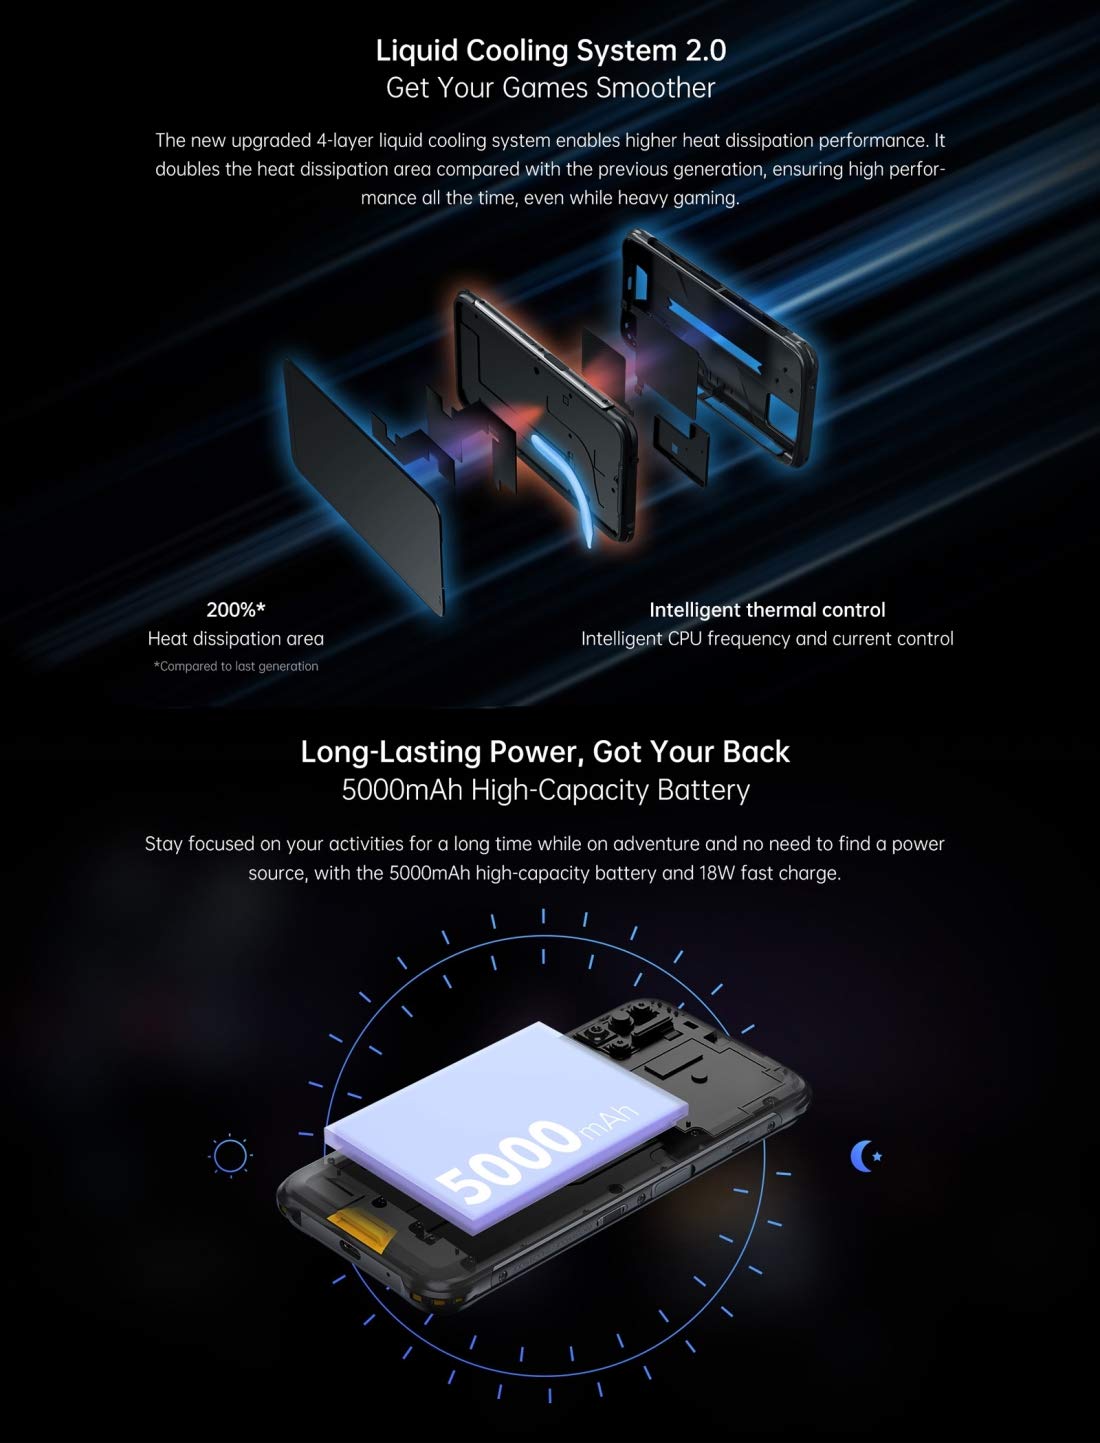 Liquid Cooling System 2.0
Get Your Games Smoother
The new upgraded 4-layer liquid cooling system enables higher heat dissipation performance. It
doubles the heat dissipation area compared with the previous generation, ensuring high perfor-
mance all the time, even while heavy gaming.
200%*
Heat dissipation area
*Compared to last generation
Intelligent thermal control
Intelligent CPU frequency and current control
Long-Lasting Power, Got Your Back
5000mAh High-Capacity Battery
Stay focused on your activities for a long time while on adventure and no need to find a power
source, with the 5000mAh high-capacity battery and 18W fast charge.
5000mAh